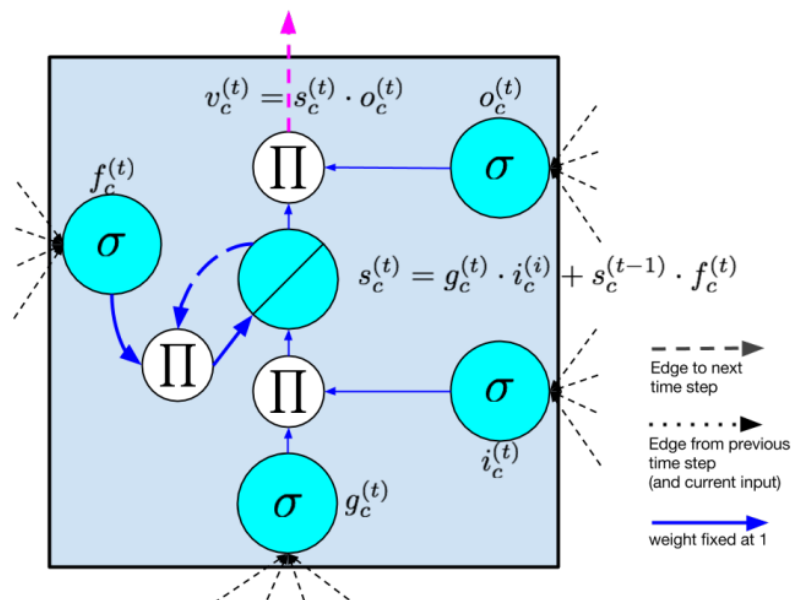 v_c^{(t)} = s_c^{(t)} · o_c^{(t)}
o_c^{(t)}
∏
σ
f_c^{(t)}
σ
s_c^{(t)} = g_c^{(t)} · i_c^{(i)} + s_c^{(t−1)} · f_c^{(t)}
∏
∏
σ
i_c^{(t)}
σ
g_c^{(t)}
Edge to next
time step
Edge from previous
time step
(and current input)
weight fixed at 1